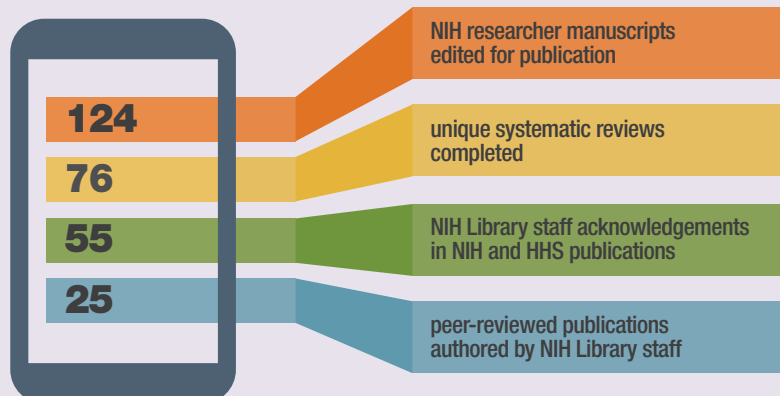 124
NIH researcher manuscripts
edited for publication
76
unique systematic reviews
completed
55
NIH Library staff acknowledgements
in NIH and HHS publications
25
peer-reviewed publications
authored by NIH Library staff